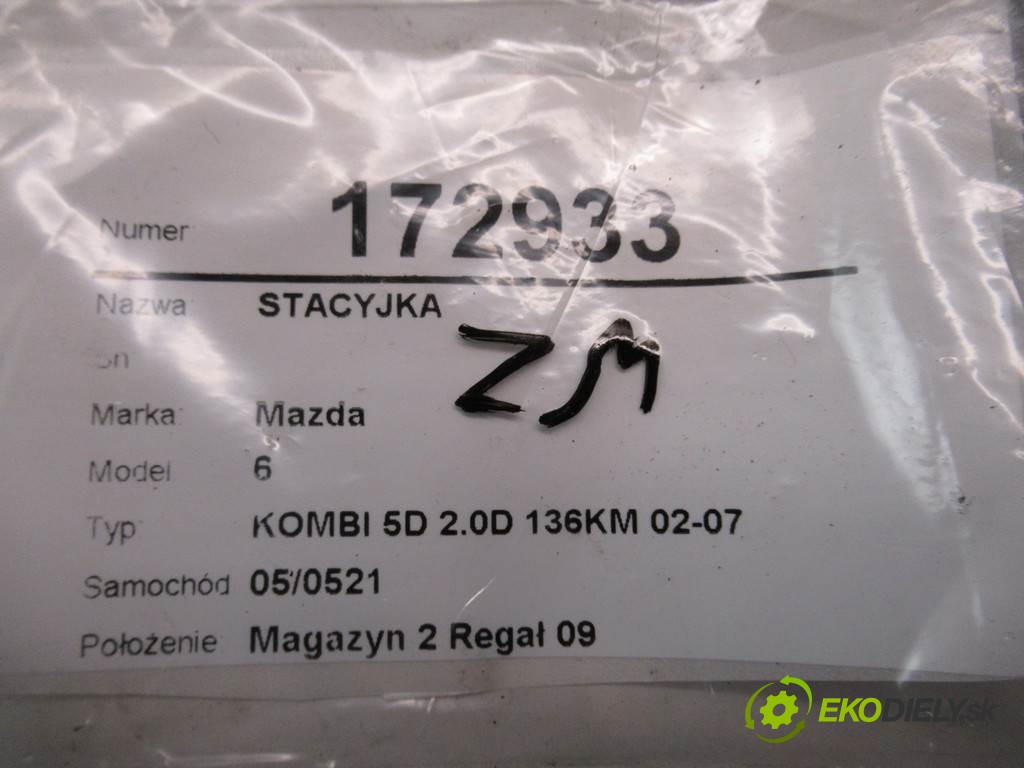 Numer: 172933
Nazwa: STACYJKA
Sn
ZM
Marka: Mazda
Model 6
Typ: KOMBI 5D 2.0D 136KM 02-07
Samochód 05/0521
Położenie Magazyn 2 Regał 09
EKODIELY.sk